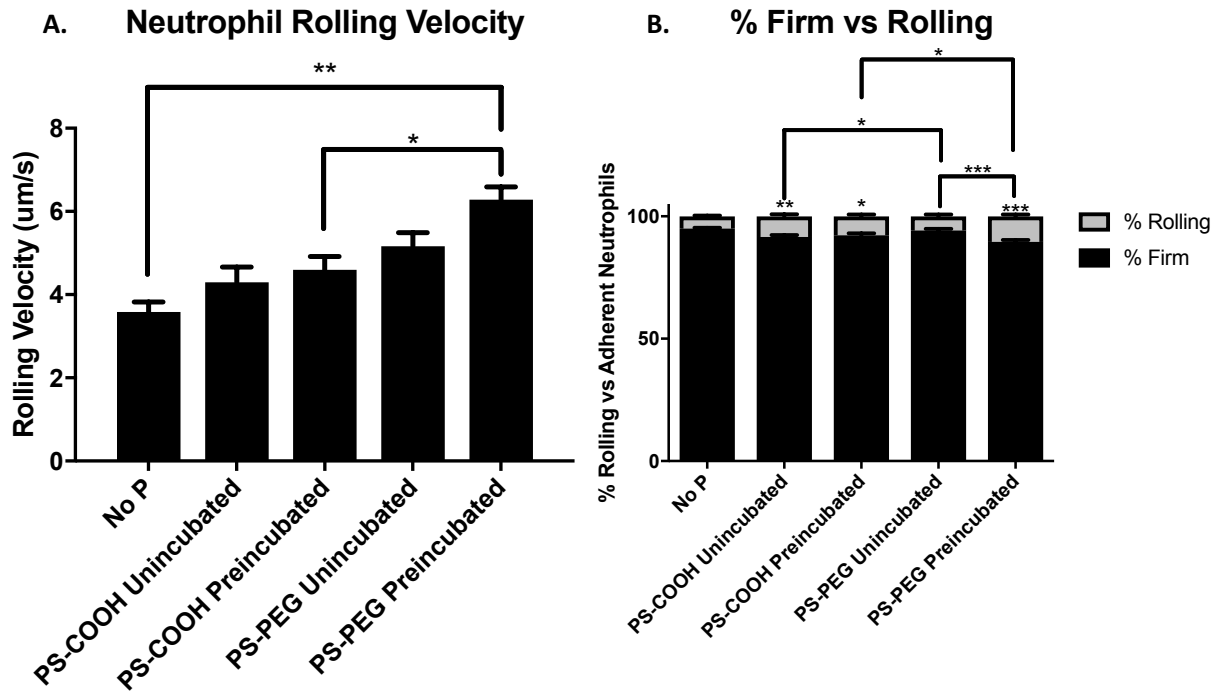 A. Neutrophil Rolling Velocity
**
*
8
6
4
2
0
Rolling Velocity (um/s)
No P
PS-COOH Unincubated
PS-COOH Preincubated
PS-PEG Unincubated
PS-PEG Preincubated
B. % Firm vs Rolling
*
*
***
** * ***
100
50
0
% Rolling vs Adherent Neutrophils
No P
PS-COOH Unincubated
PS-COOH Preincubated
PS-PEG Unincubated
PS-PEG Preincubated
% Rolling
% Firm